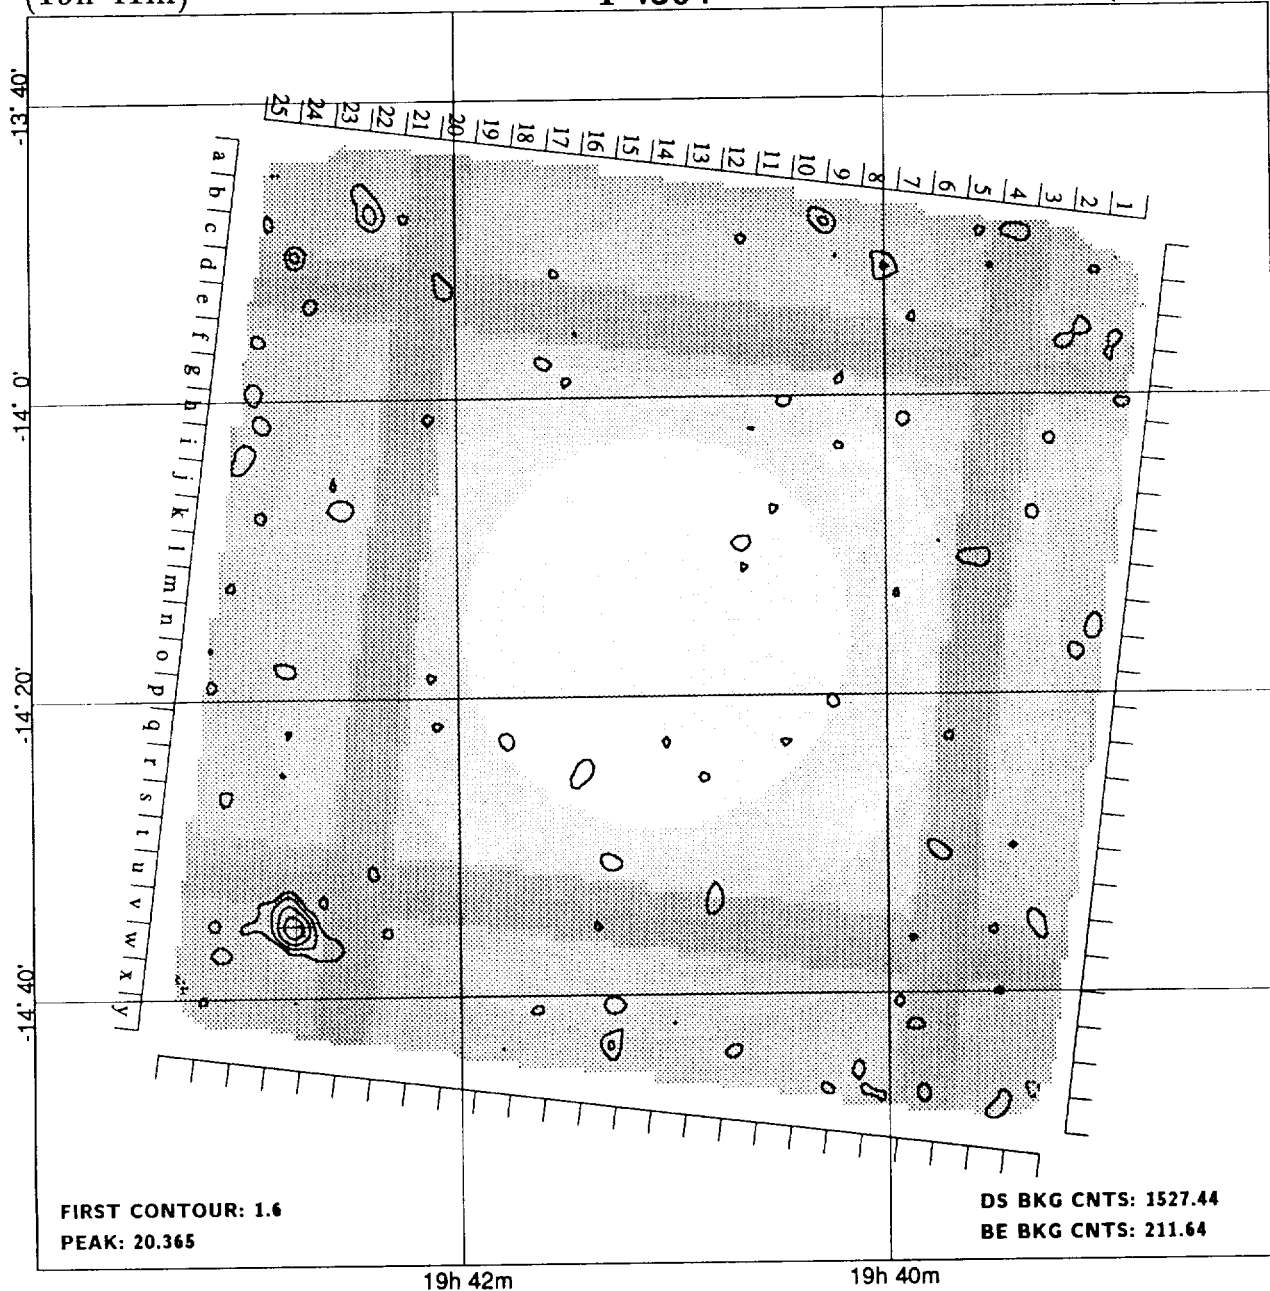 -13° 40'
25 24 23 22 21 20 19 18 17 16 15 14 13 12 11 10 9 8 7 6 5 4 3 2 1
a b c d e f g h i j k l m n o p q r s t u v w x y
-14° 0'
-14° 20'
-14° 40'
FIRST CONTOUR: 1.6
PEAK: 20.365
DS BKG CNTS: 1527.44
BE BKG CNTS: 211.64
19h 42m
19h 40m